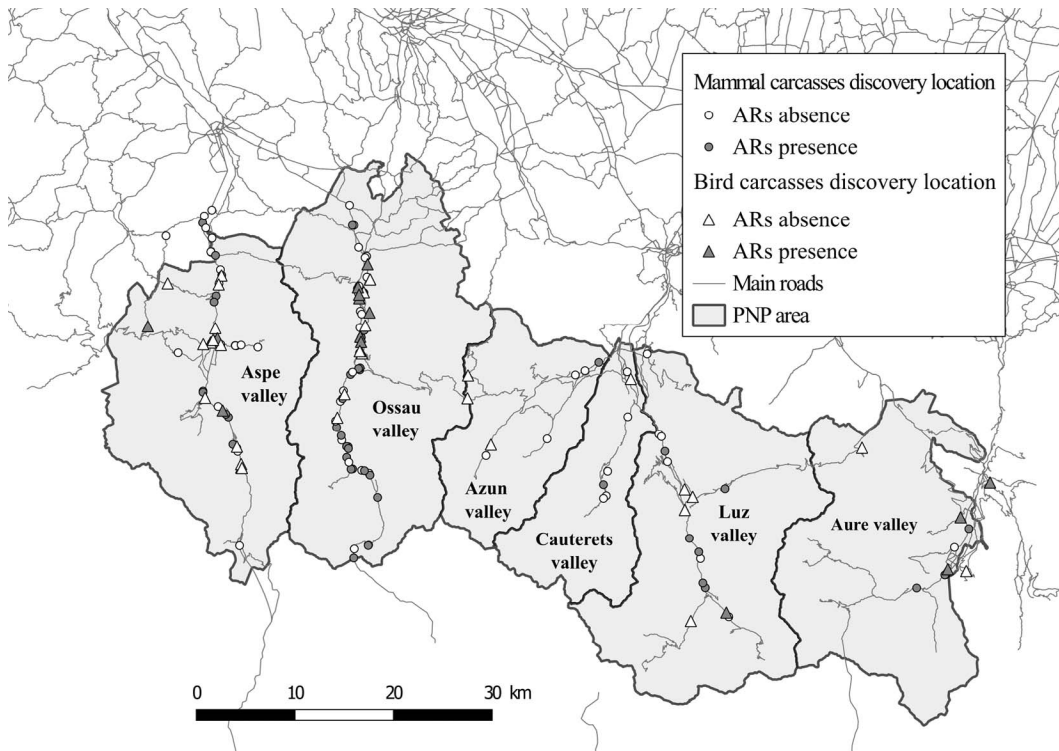 Mammal carcasses discovery location
ARs absence
ARs presence
Bird carcasses discovery location
ARs absence
ARs presence
Main roads
PNP area
Aspe
valley
Ossau
valley
Azun
valley
Cauterets
valley
Luz
valley
Aure valley
0 10 20 30 km